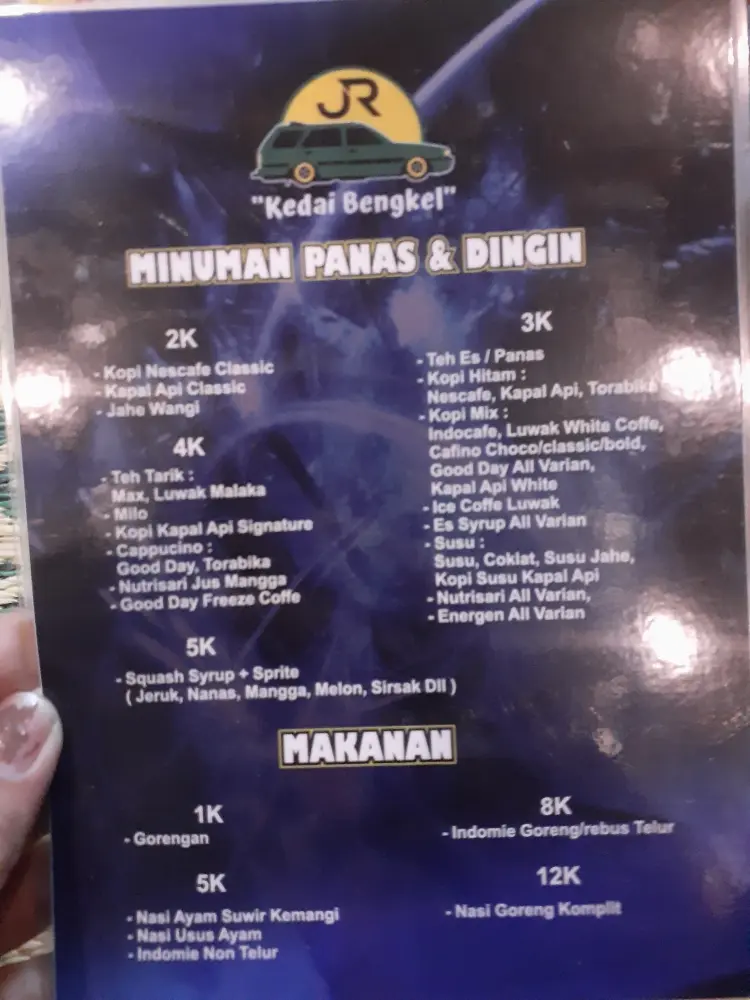 JR
"Kedai Bengkel"
MINUMAN PANAS & DINGIN
2K
- Kopi Nescafe Classic
- Kapal Api Classic
- Jahe Wangi
4K
- Teh Tarik :
Max, Luwak Malaka
- Milo
- Kopi Kapal Api Signature
- Cappucino :
Good Day, Torabika
- Nutrisari Jus Mangga
- Good Day Freeze Coffe
5K
- Squash Syrup + Sprite
( Jeruk, Nanas, Mangga, Melon, Sirsak Dll )
3K
- Teh Es / Panas
- Kopi Hitam :
Nescafe, Kapal Api, Torabika
- Kopi Mix :
Indocafe, Luwak White Coffe,
Cafino Choco/classic/bold,
Good Day All Varian,
Kapal Api White
- Ice Coffe Luwak
- Es Syrup All Varian
- Susu :
Susu, Coklat, Susu Jahe,
Kopi Susu Kapal Api
- Nutrisari All Varian,
- Energen All Varian
MAKANAN
1K
- Gorengan
5K
- Nasi Ayam Suwir Kemangi
- Nasi Usus Ayam
- Indomie Non Telur
8K
- Indomie Goreng/rebus Telur
12K
- Nasi Goreng Komplit